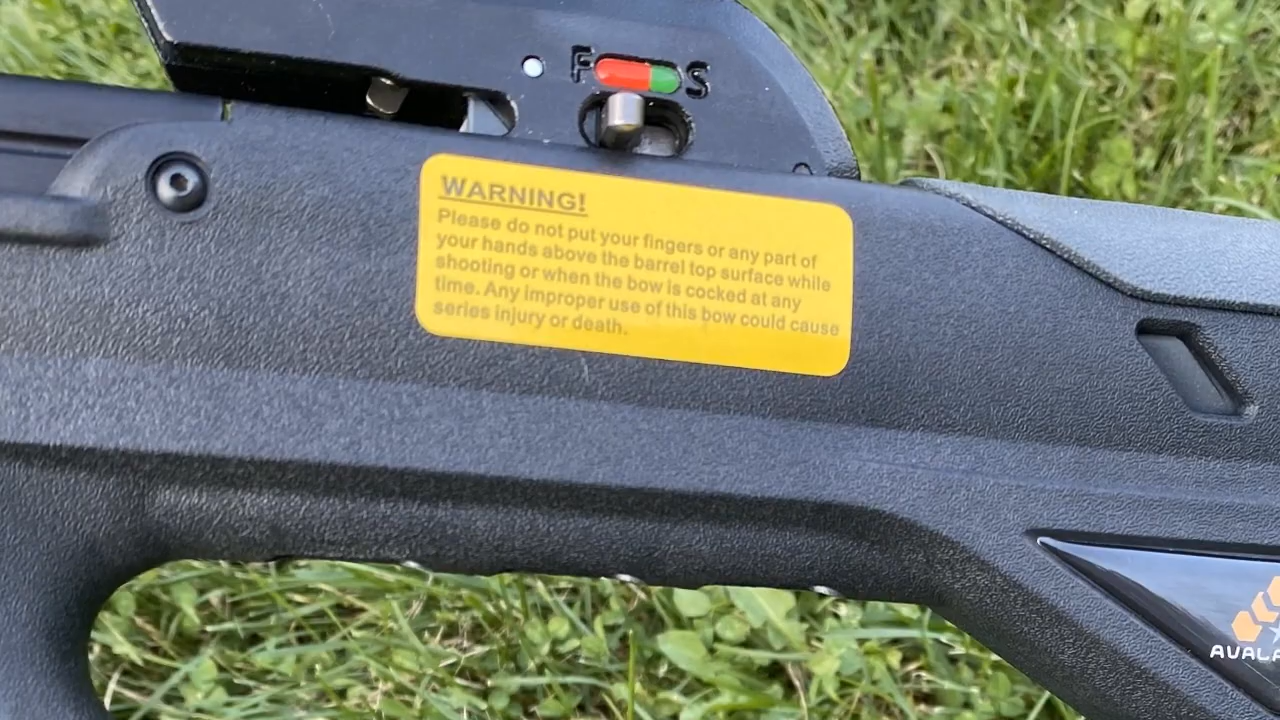 F S
WARNING!
Please do not put your fingers or any part of
your hands above the barrel top surface while
shooting or when the bow is cocked at any
time. Any improper use of this bow could cause
series injury or death.
AVALA